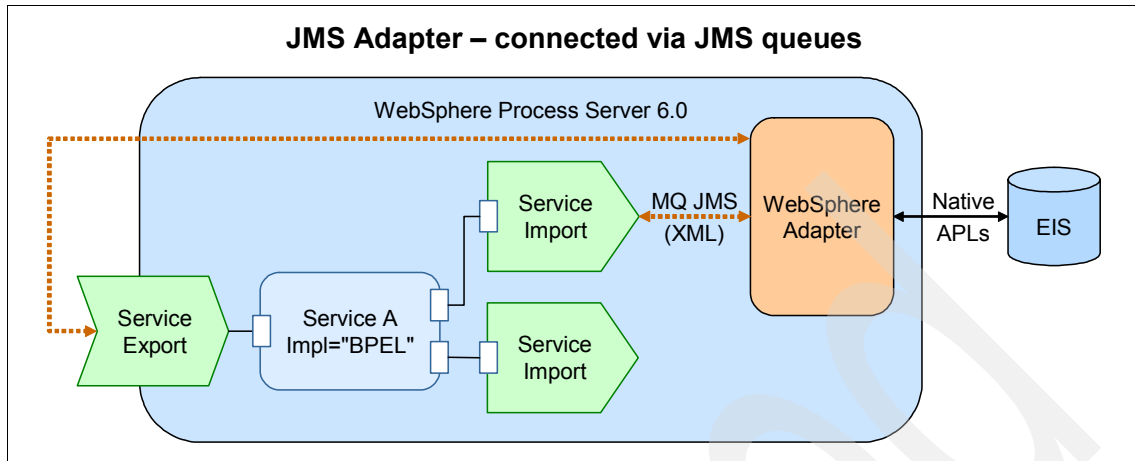 JMS Adapter – connected via JMS queues
WebSphere Process Server 6.0
Service
Import
MQ JMS
(XML)
WebSphere
Adapter
Native
APLs
EIS
Service
Export
Service A
Impl="BPEL"
Service
Import